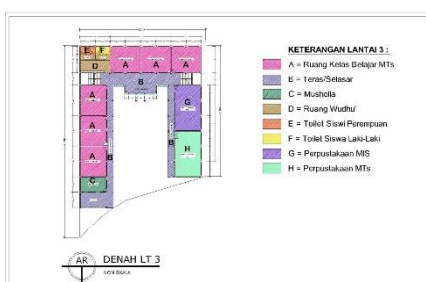 E F
D
A A A
B
A
A
A
B
B
G
H
C
KETERANGAN LANTAI 3 :
A = Ruang Kelas Belajar MTs
B = Teras/Selasar
C = Musholla
D = Ruang Wudhu'
E = Toilet Siswi Perempuan
F = Toilet Siswa Laki-Laki
G = Perpustakaan MIS
H = Perpustakaan MTs
AR DENAH LT 3